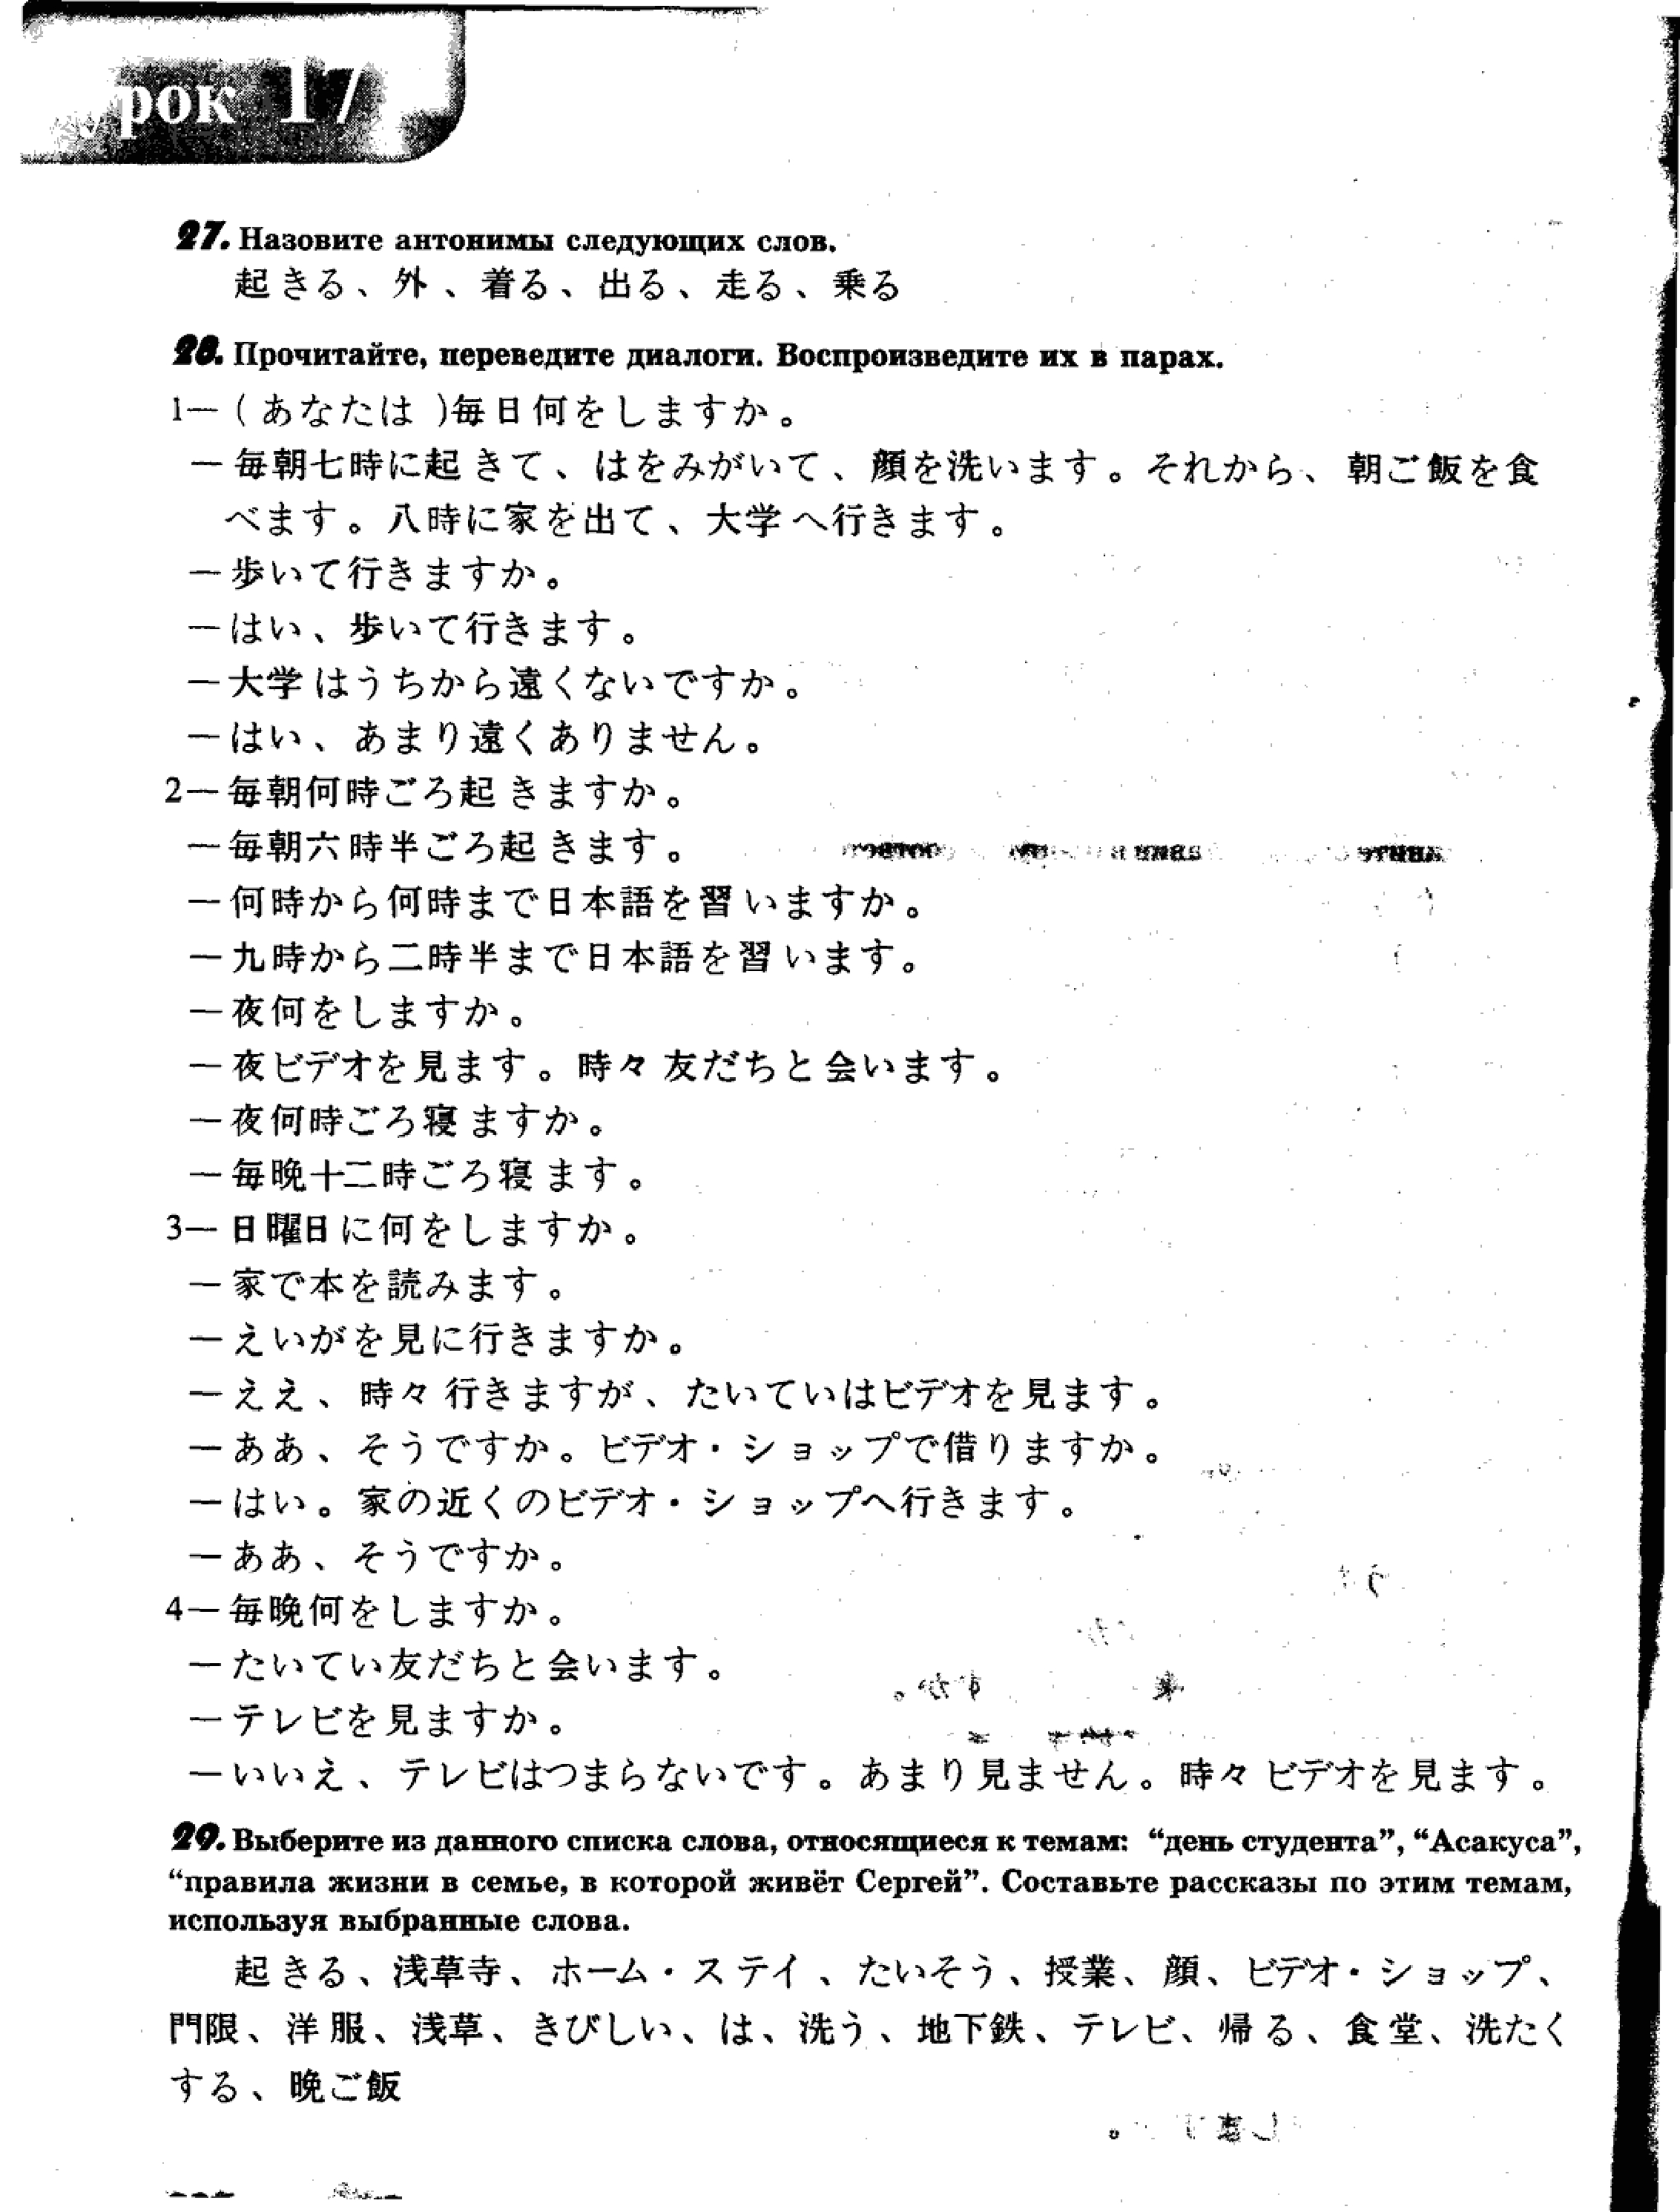 Урок 17
27. Назовите антонимы следующих слов.
起きる、外、着る、出る、走る、乗る
28. Прочитайте, переведите диалоги. Воспроизведите их в парах.
1—(あなたは)毎日何をしますか。
—毎朝七時に起きて、はをみがいて、顔を洗います。それから、朝ご飯を食
べます。八時に家を出て、大学へ行きます。
—歩いて行きますか。
—はい、歩いて行きます。
—大学はうちから遠くないですか。
—はい、あまり遠くありません。
2—毎朝何時ごろ起きますか。
—毎朝六時半ごろ起きます。
—何時から何時まで日本語を習いますか。
—九時から二時半まで日本語を習います。
—夜何をしますか。
—夜ビデオを見ます。時々友だちと会います。
—夜何時ごろ寝ますか。
—毎晩十二時ごろ寝ます。
3—日曜日に何をしますか。
—家で本を読みます。
—えいがを見に行きますか。
—ええ、時々行きますが、たいていはビデオを見ます。
—ああ、そうですか。ビデオ・ショップで借りますか。
—はい。家の近くのビデオ・ショップへ行きます。
—ああ、そうですか。
4—毎晩何をしますか。
—たいてい友だちと会います。
—テレビを見ますか。
—いいえ、テレビはつまらないです。あまり見ません。時々ビデオを見ます。
29. Выберите из данного списка слова, относящиеся к темам: “день студента”, “Асакуса”,
“правила жизни в семье, в которой живёт Сергей”. Составьте рассказы по этим темам,
используя выбранные слова.
起きる、浅草寺、ホーム・ステイ、たいそう、授業、顔、ビデオ・ショップ、
門限、洋服、浅草、きびしい、は、洗う、地下鉄、テレビ、帰る、食堂、洗たく
する、晩ご飯